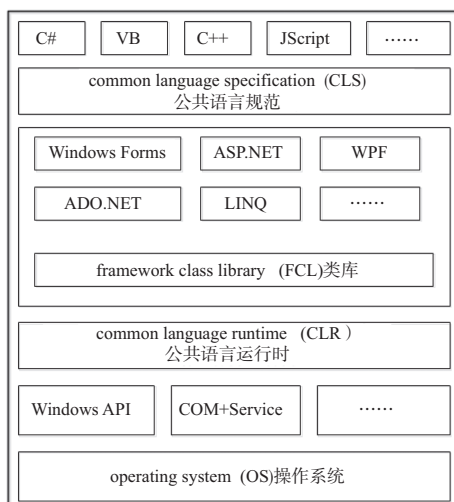 C# VB C++ JScript ……
common language specification (CLS)
公共语言规范
Windows Forms ASP.NET WPF
ADO.NET LINQ ……
framework class library (FCL)类库
common language runtime (CLR )
公共语言运行时
Windows API COM+Service ……
operating system (OS)操作系统